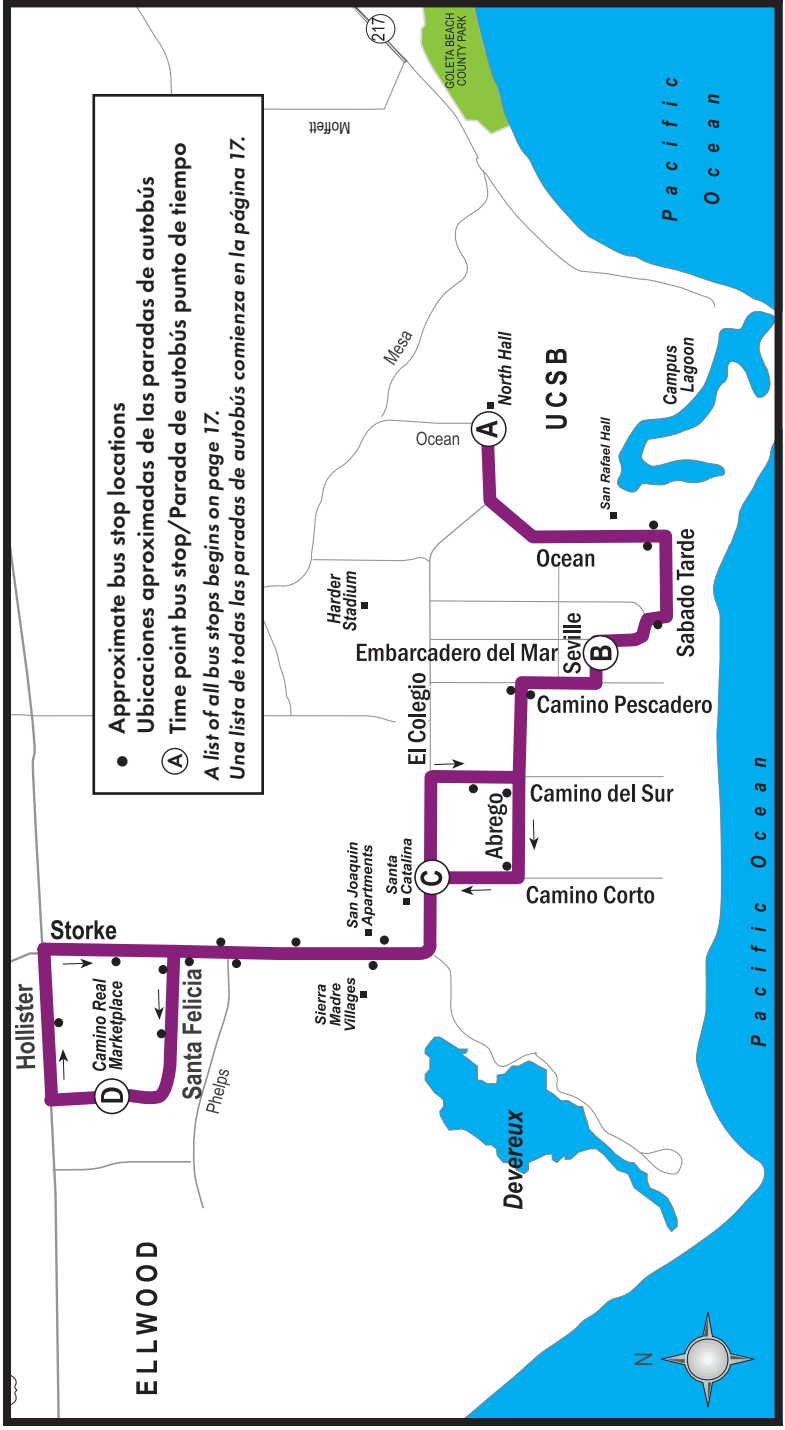 ● Approximate bus stop locations
Ubicaciones aproximadas de las paradas de autobús
A Time point bus stop/Parada de autobús punto de tiempo
A list of all bus stops begins on page 17.
Una lista de todas las paradas de autobús comienza en la página 17.
217
Moffett
GOLETA BEACH
COUNTY PARK
Pacific
Ocean
Mesa
Ocean
A
North Hall
UCSB
San Rafael Hall
Campus
Lagoon
Harder
Stadium
Ocean
Sabado Tarde
Embarcadero del Mar
Seville
B
Camino Pescadero
El Colegio
Camino del Sur
Abrego
Camino Corto
C
San Joaquin
Apartments
Santa
Catalina
Sierra
Madre
Villages
Storke
Hollister
Camino Real
Marketplace
D
Santa Felicia
Phelps
ELLWOOD
Devereux
Pacific Ocean
N